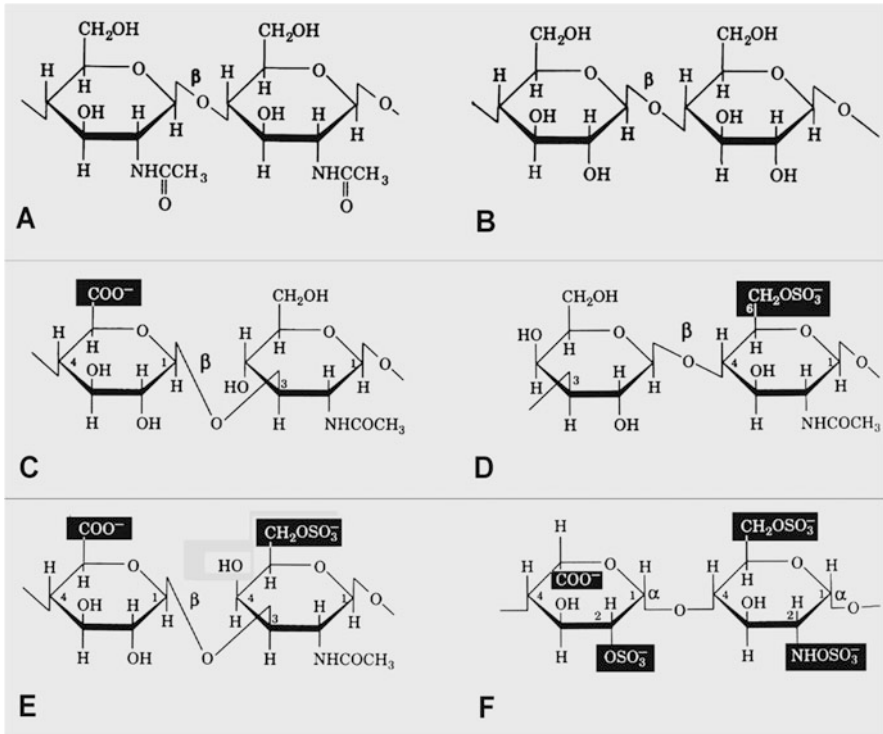 CH₂OH CH₂OH
H O β H O
H H
OH H O OH H O
H H
H NHCCH₃ H NHCCH₃
O O
A
CH₂OH CH₂OH
H O β H O
H H
OH H O OH H O
H H
H OH H OH
B
COO⁻ CH₂OH
H O H O
H β H
4 1 1 O
OH H H HO 3 H H
H OH O H NHCOCH₃
C
CH₂OH CH₂OSO₃⁻
6
HO O β H O
H H
O 4 1 O
3 H H OH H H
H OH H NHCOCH₃
D
COO⁻ CH₂OSO₃⁻
H O HO O
H H
4 1 β 4 1 O
OH H H H 3 H H
H OH O H NHCOCH₃
E
H CH₂OSO₃⁻
H O H H O H
COO⁻ H
4 1 α 4 1 α
OH H O OH H O
2 2
H OSO₃⁻ H NHOSO₃⁻
F